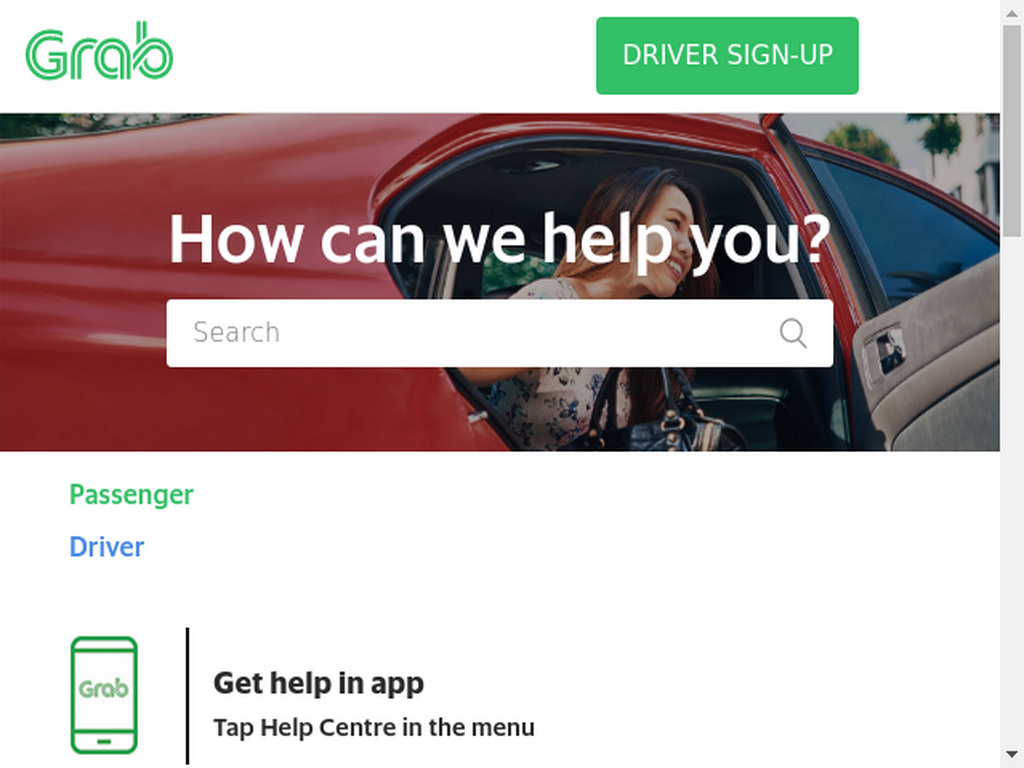 Grab
DRIVER SIGN-UP
How can we help you?
Search
Passenger
Driver
Grab
Get help in app
Tap Help Centre in the menu